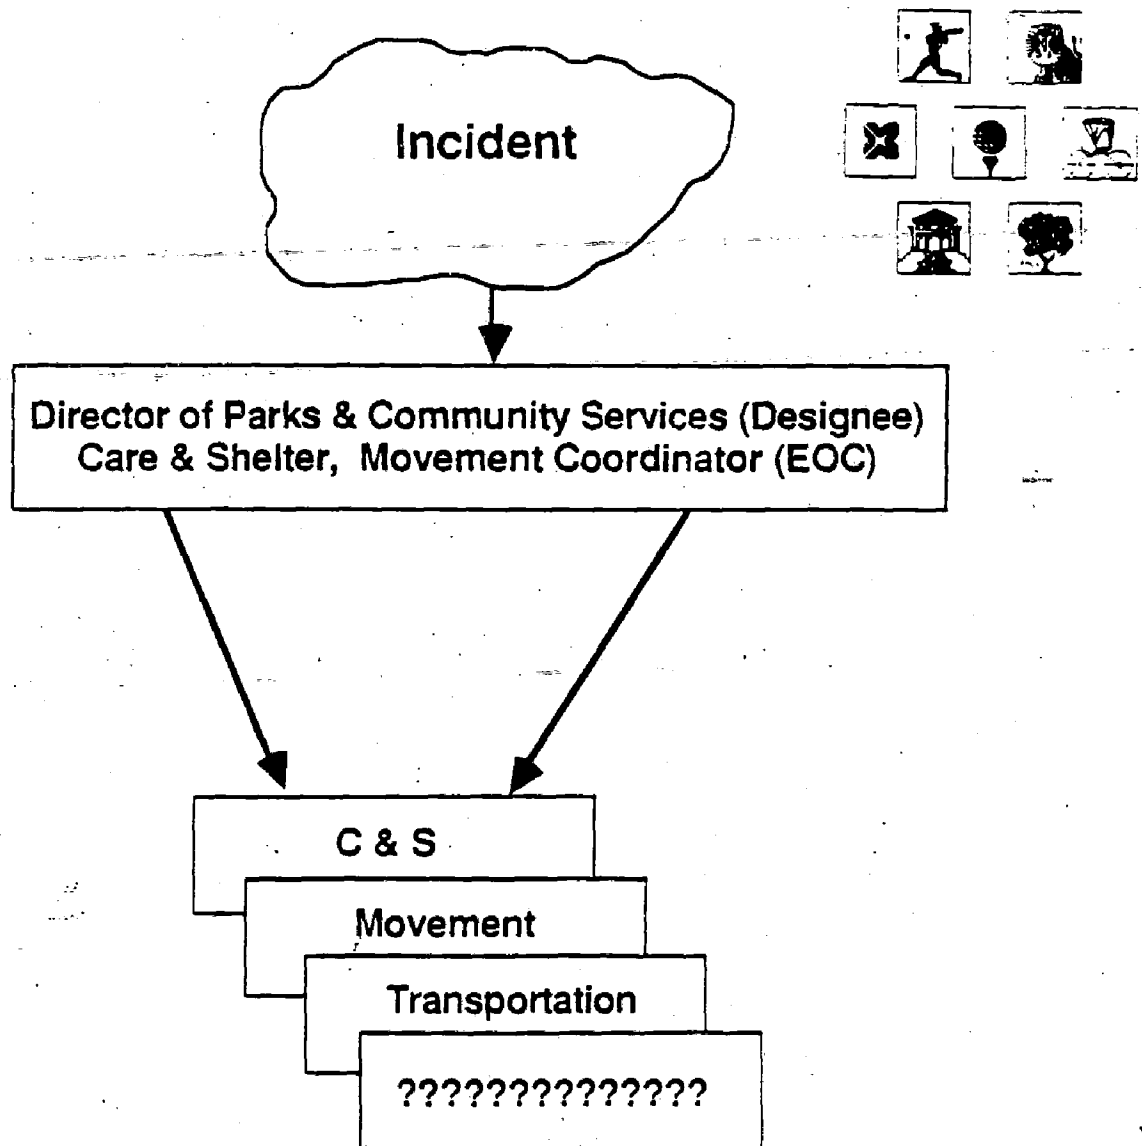 Incident
Director of Parks & Community Services (Designee)
Care & Shelter, Movement Coordinator (EOC)
C & S
Movement
Transportation
??????????????